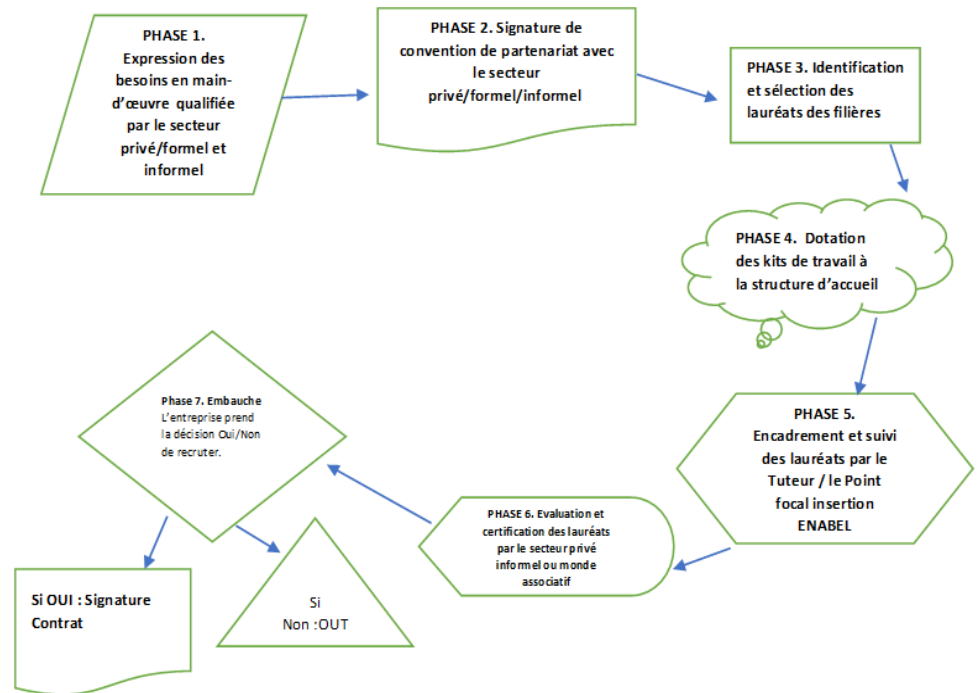 PHASE 1.
Expression des
besoins en main-
d’œuvre qualifiée
par le secteur
privé/formel et
informel
PHASE 2. Signature de
convention de partenariat avec
le secteur
privé/formel/informel
PHASE 3. Identification
et sélection des
lauréats des filières
PHASE 4. Dotation
des kits de travail à
la structure d’accueil
PHASE 5.
Encadrement et suivi
des lauréats par le
Tuteur / le Point
focal insertion
ENABEL
PHASE 6. Evaluation et
certification des lauréats
par le secteur privé
informel ou monde
associatif
Phase 7. Embauche
L’entreprise prend
la décision Oui/Non
de recruter.
Si OUI : Signature
Contrat
Si
Non :OUT